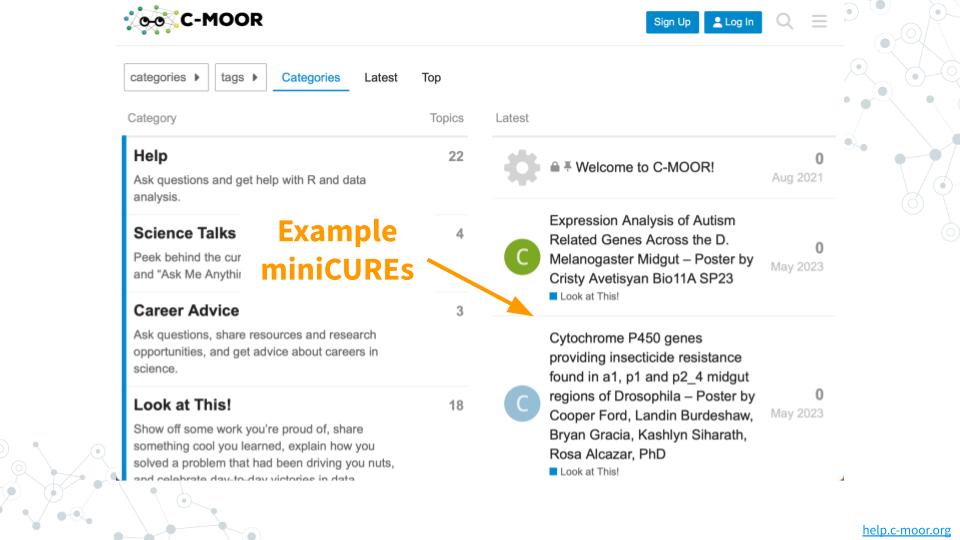 C-MOOR
Sign Up
Log In
categories
tags
Categories
Latest
Top
Category
Topics
Help
22
Ask questions and get help with R and data
analysis.
Science Talks
4
Peek behind the cur
and "Ask Me Anythin
Career Advice
3
Ask questions, share resources and research
opportunities, and get advice about careers in
science.
Look at This!
18
Show off some work you're proud of, share
something cool you learned, explain how you
solved a problem that had been driving you nuts,
and celebrate day-to-day victories in data
Example
miniCUREs
Latest
Welcome to C-MOOR!
0
Aug 2021
C
Expression Analysis of Autism
Related Genes Across the D.
Melanogaster Midgut – Poster by
Cristy Avetisyan Bio11A SP23
Look at This!
0
May 2023
C
Cytochrome P450 genes
providing insecticide resistance
found in a1, p1 and p2_4 midgut
regions of Drosophila – Poster by
Cooper Ford, Landin Burdeshaw,
Bryan Gracia, Kashlyn Siharath,
Rosa Alcazar, PhD
Look at This!
0
May 2023
help.c-moor.org